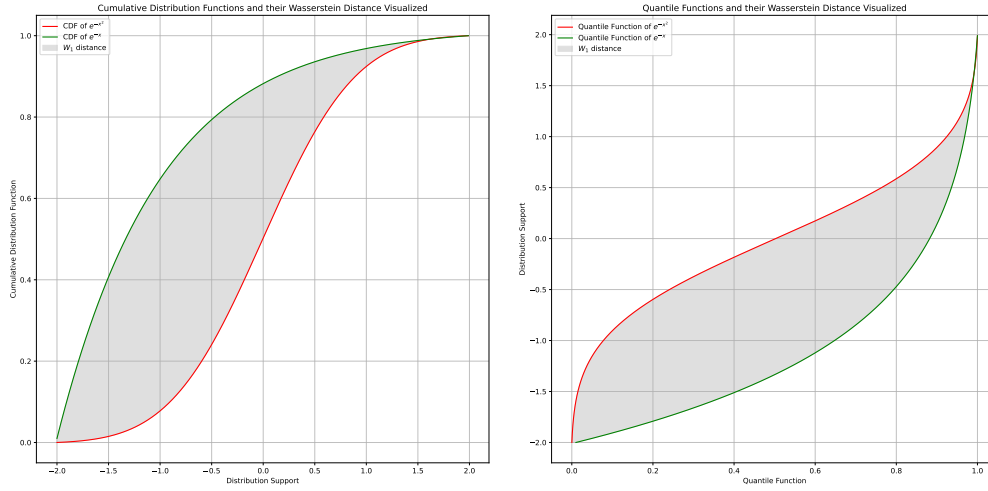 Cumulative Distribution Functions and their Wasserstein Distance Visualized
CDF of e^{-x²}
CDF of e^{-x}
W₁ distance
1.0
0.8
0.6
0.4
0.2
0.0
Cumulative Distribution Function
−2.0 −1.5 −1.0 −0.5 0.0 0.5 1.0 1.5 2.0
Distribution Support
Quantile Functions and their Wasserstein Distance Visualized
Quantile Function of e^{-x²}
Quantile Function of e^{-x}
W₁ distance
2.0
1.5
1.0
0.5
0.0
−0.5
−1.0
−1.5
−2.0
Distribution Support
0.0 0.2 0.4 0.6 0.8 1.0
Quantile Function